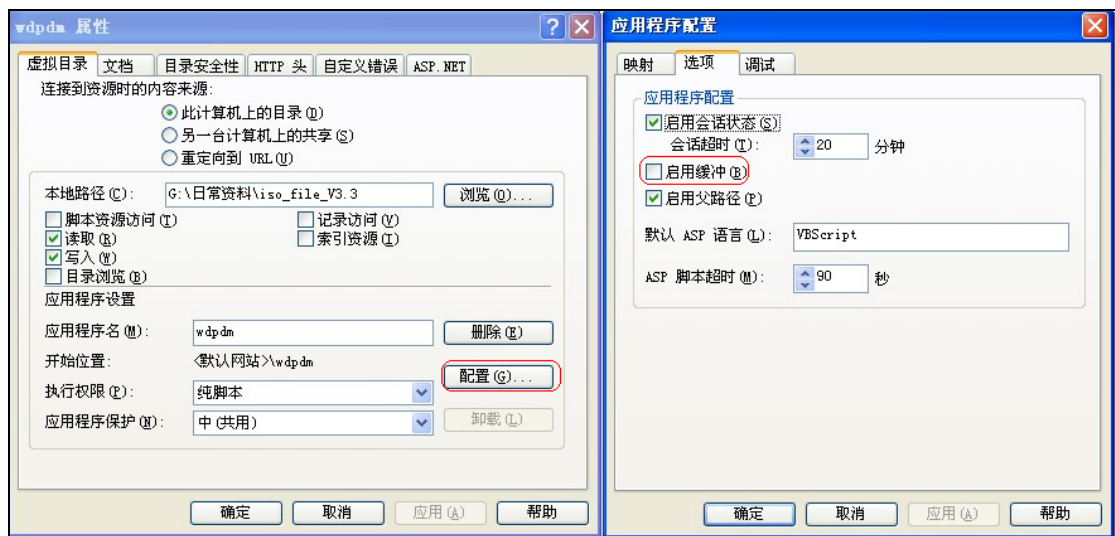 wdpdm 属性
虚拟目录 文档 目录安全性 HTTP 头 自定义错误 ASP.NET
连接到资源时的内容来源:
此计算机上的目录(D)
另一台计算机上的共享(S)
重定向到 URL(U)
本地路径(C): G:\日常资料\iso_file_V3.3 浏览(O)...
脚本资源访问(T) 记录访问(V)
读取(R) 索引资源(I)
写入(W)
目录浏览(B)
应用程序设置
应用程序名(M): wdpdm 删除(E)
开始位置: <默认网站>\wdpdm
配置(G)...
执行权限(P): 纯脚本
应用程序保护(N): 中(共用) 卸载(L)
确定 取消 应用(A) 帮助
应用程序配置
映射 选项 调试
应用程序配置
启用会话状态(S)
会话超时(T): 20 分钟
启用缓冲(B)
启用父路径(P)
默认 ASP 语言(L): VBScript
ASP 脚本超时(M): 90 秒
确定 取消 应用(A) 帮助